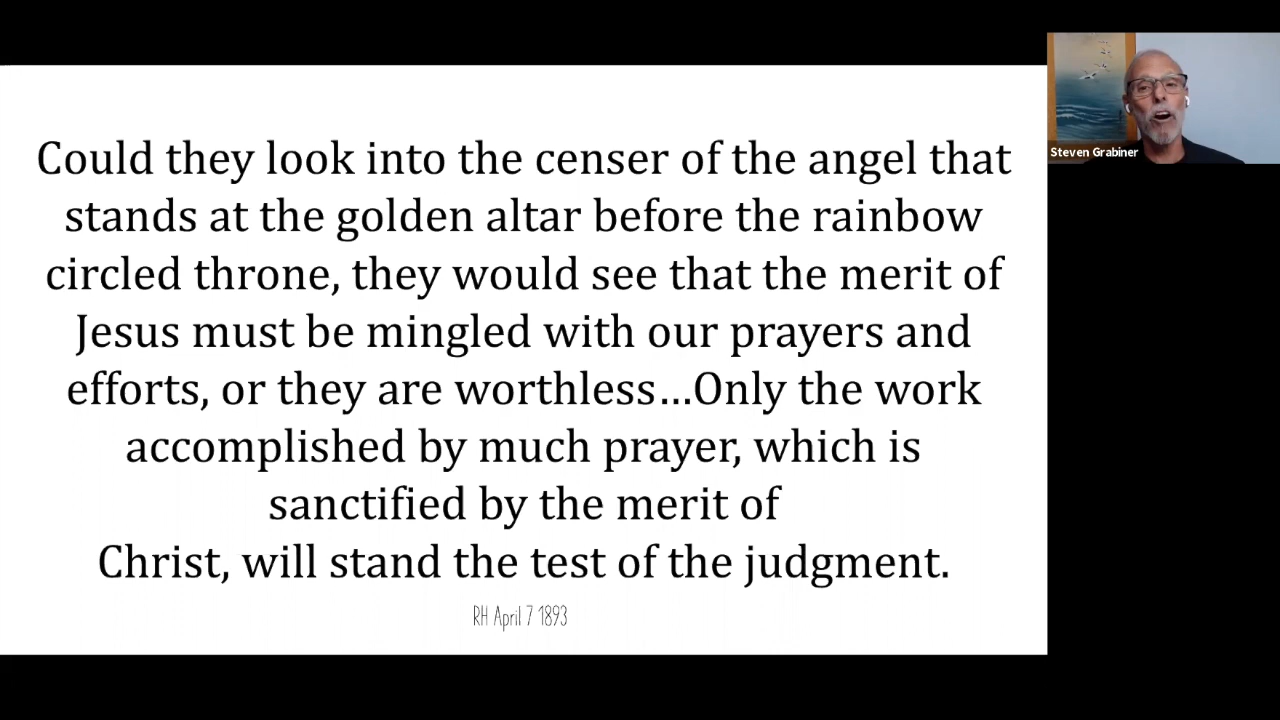 Could they look into the censer of the angel that
stands at the golden altar before the rainbow
circled throne, they would see that the merit of
Jesus must be mingled with our prayers and
efforts, or they are worthless…Only the work
accomplished by much prayer, which is
sanctified by the merit of
Christ, will stand the test of the judgment.
RH April 7 1893
Steven Grabiner